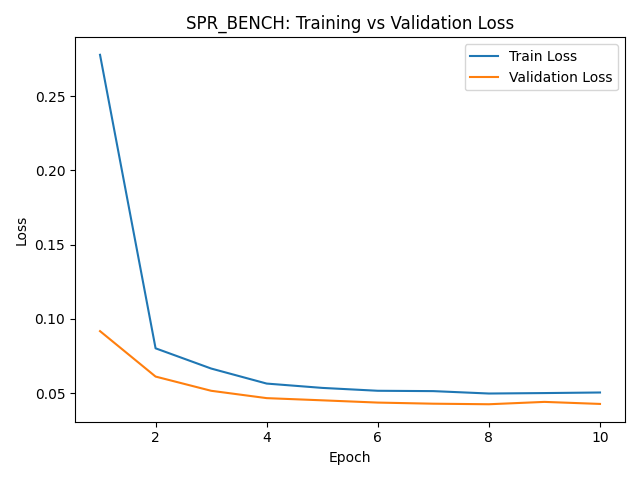 SPR_BENCH: Training vs Validation Loss
Train Loss
Validation Loss
Loss
0.25
0.20
0.15
0.10
0.05
2
4
6
8
10
Epoch